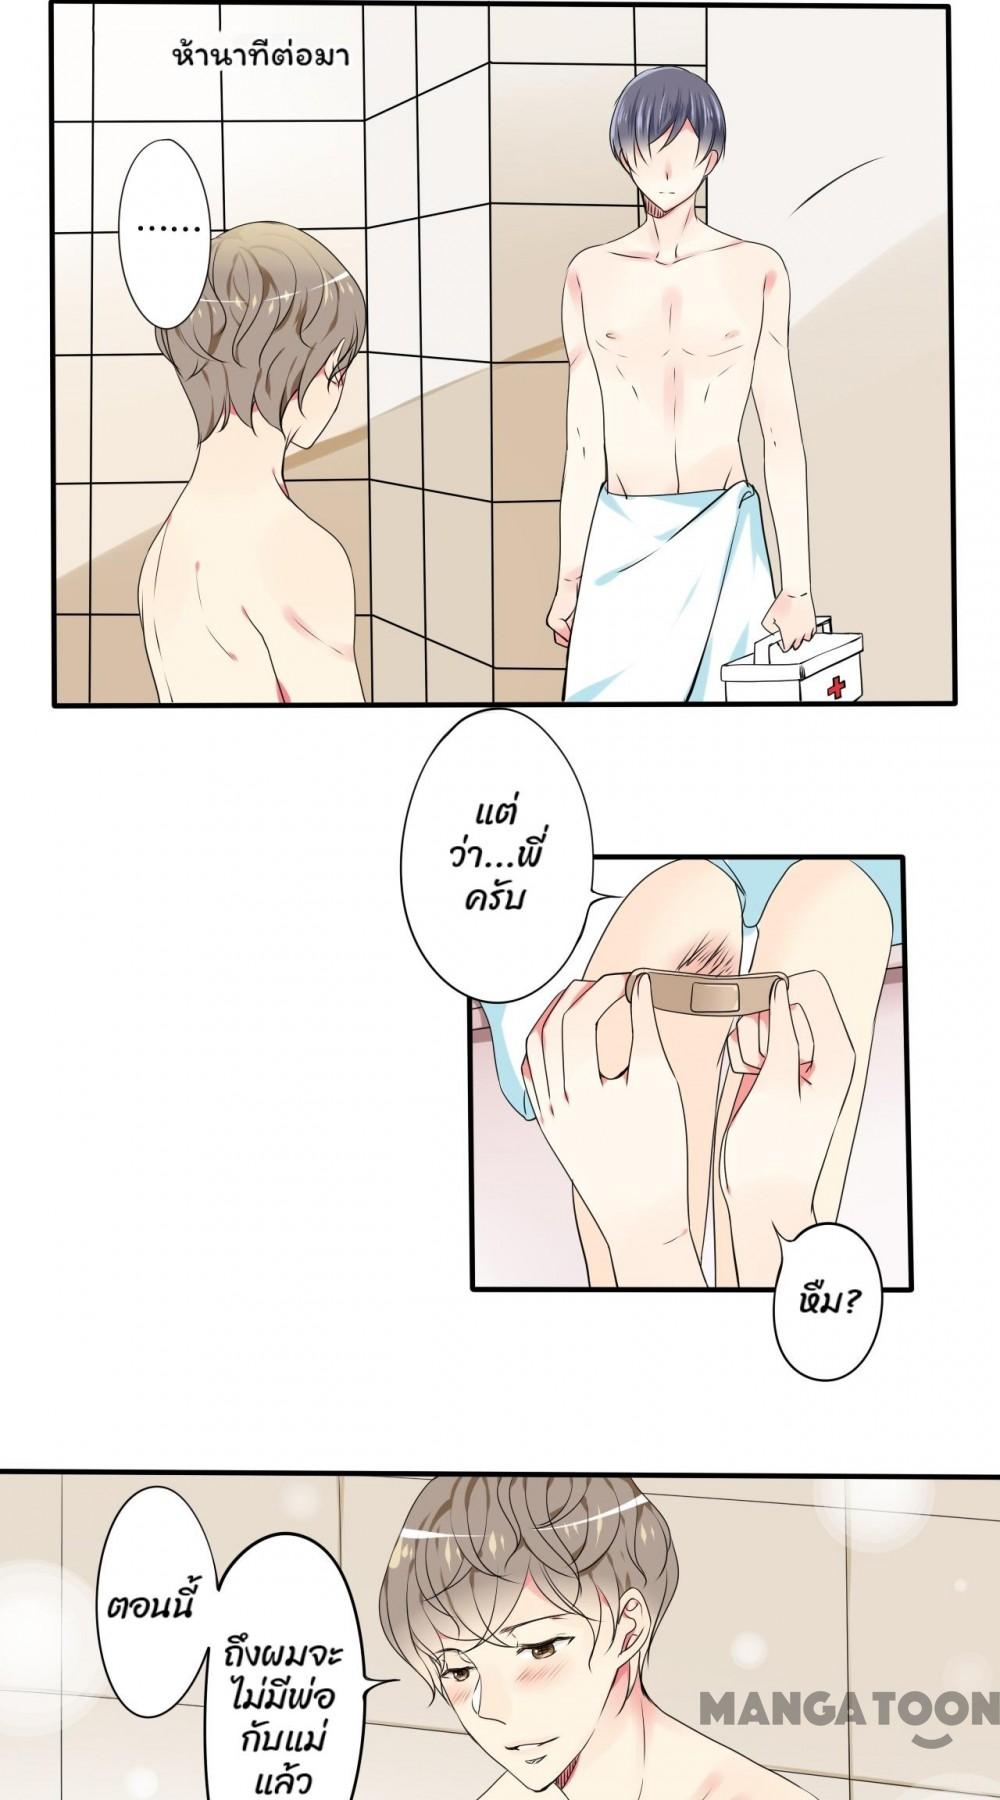 ห้านาทีต่อมา
......
แต่
ว่า...พี่
ครับ
หืม?
ตอนนี้
ถึงผมจะ
ไม่มีพ่อ
กับแม่
แล้ว
MANGATOON